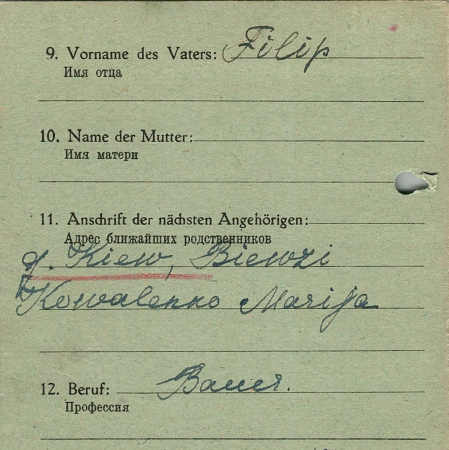 9. Vorname des Vaters: Filip
Имя отца
10. Name der Mutter:
Имя матери
11. Anschrift der nächsten Angehörigen:
Адрес ближайших родственников
g. Kiew, Biewzi
Kowalenko Marija
12. Beruf: Bauer.
Профессия